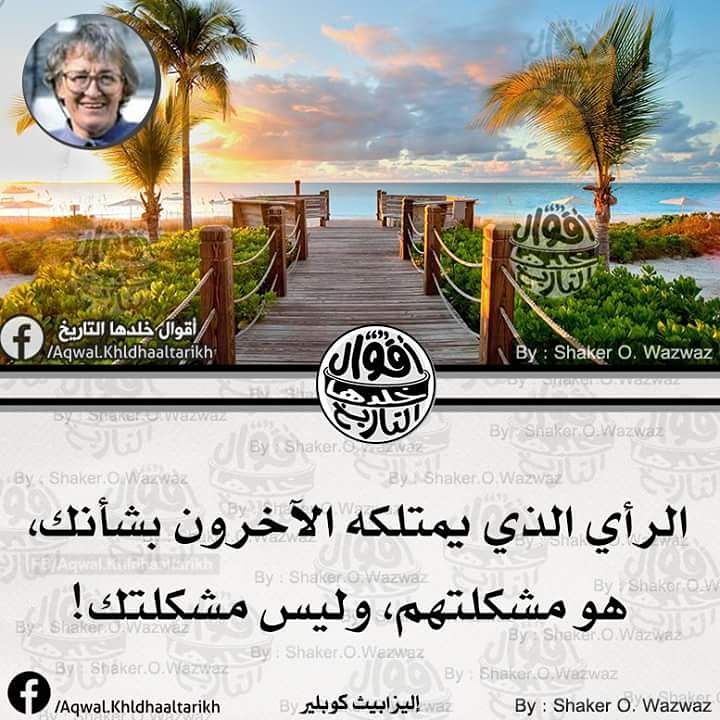 أقوال خلدها التاريخ
/Aqwal.Khldhaaltarikh
By : Shaker O. Wazwaz
أقوال
خلدها
التاريخ
الرأي الذي يمتلكه الآخرون بشأنك،
هو مشكلتهم، وليس مشكلتك!
/Aqwal.Khldhaaltarikh
إليزابيث كوبلير
By : Shaker O. Wazwaz